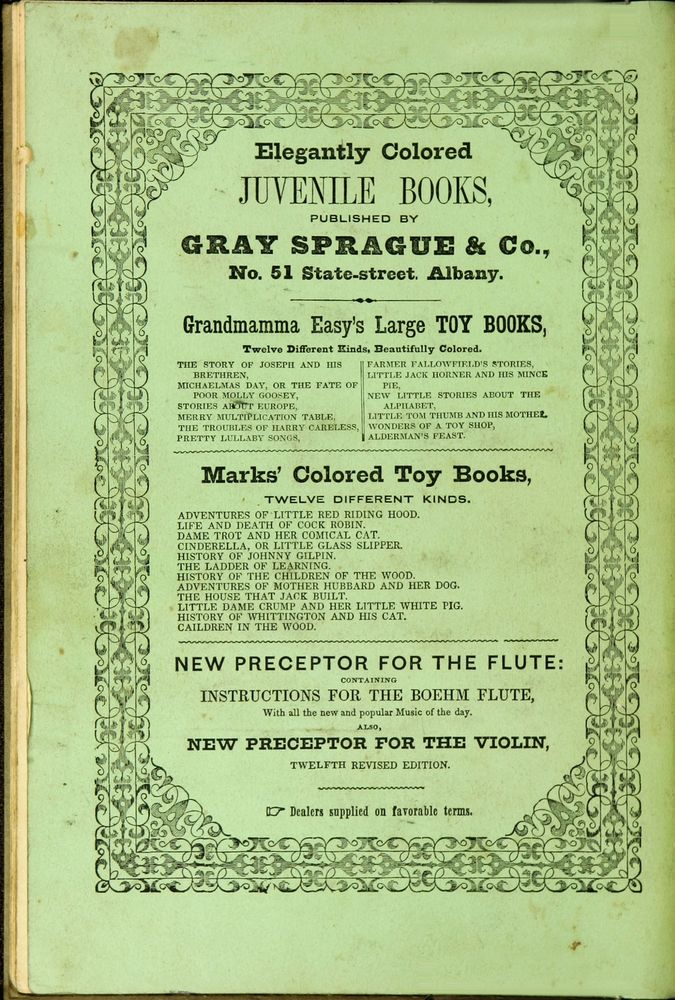 Elegantly Colored
JUVENILE BOOKS,
PUBLISHED BY
GRAY SPRAGUE & Co.,
No. 51 State-street. Albany.
Grandmamma Easy's Large TOY BOOKS,
Twelve Different Kinds, Beautifully Colored.
THE STORY OF JOSEPH AND HIS
BRETHREN,
MICHAELMAS DAY, OR THE FATE OF
POOR MOLLY GOOSEY,
STORIES ABOUT EUROPE,
MERRY MULTIPLICATION TABLE,
THE TROUBLES OF HARRY CARELESS,
PRETTY LULLABY SONGS,
FARMER FALLOWFIELD'S STORIES,
LITTLE JACK HORNER AND HIS MINCE
PIE,
NEW LITTLE STORIES ABOUT THE
ALPHABET,
LITTLE TOM THUMB AND HIS MOTHER
WONDERS OF A TOY SHOP,
ALDERMAN'S FEAST.
Marks' Colored Toy Books,
TWELVE DIFFERENT KINDS.
ADVENTURES OF LITTLE RED RIDING HOOD.
LIFE AND DEATH OF COCK ROBIN.
DAME TROT AND HER COMICAL CAT.
CINDERELLA, OR LITTLE GLASS SLIPPER.
HISTORY OF JOHNNY GILPIN.
THE LADDER OF LEARNING.
HISTORY OF THE CHILDREN OF THE WOOD.
ADVENTURES OF MOTHER HUBBARD AND HER DOG.
THE HOUSE THAT JACK BUILT.
LITTLE DAME CRUMP AND HER LITTLE WHITE PIG.
HISTORY OF WHITTINGTON AND HIS CAT.
CAILDREN IN THE WOOD.
NEW PRECEPTOR FOR THE FLUTE:
CONTAINING
INSTRUCTIONS FOR THE BOEHM FLUTE,
With all the new and popular Music of the day.
ALSO,
NEW PRECEPTOR FOR THE VIOLIN,
TWELFTH REVISED EDITION.
☞ Dealers supplied on favorable terms.